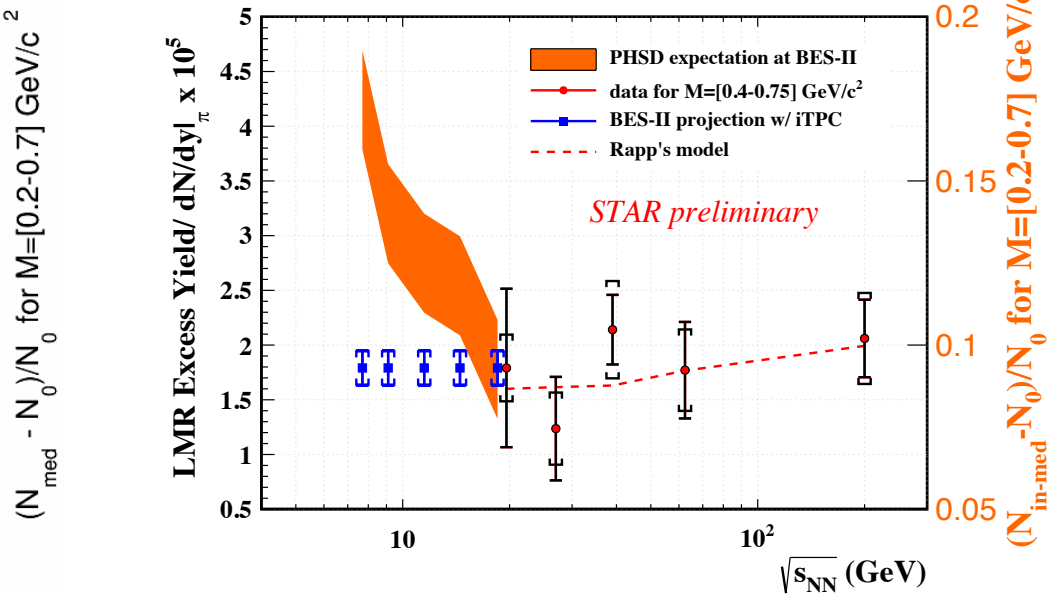 (N_med - N_0)/N_0 for M=[0.2-0.7] GeV/c^2
LMR Excess Yield/ dN/dy|_π x 10^5
5
4.5
4
3.5
3
2.5
2
1.5
1
0.5
PHSD expectation at BES-II
data for M=[0.4-0.75] GeV/c^2
BES-II projection w/ iTPC
Rapp's model
STAR preliminary
0.2
0.15
0.1
0.05
(N_in-med-N_0)/N_0 for M=[0.2-0.7] GeV/c
10
10^2
√s_NN (GeV)